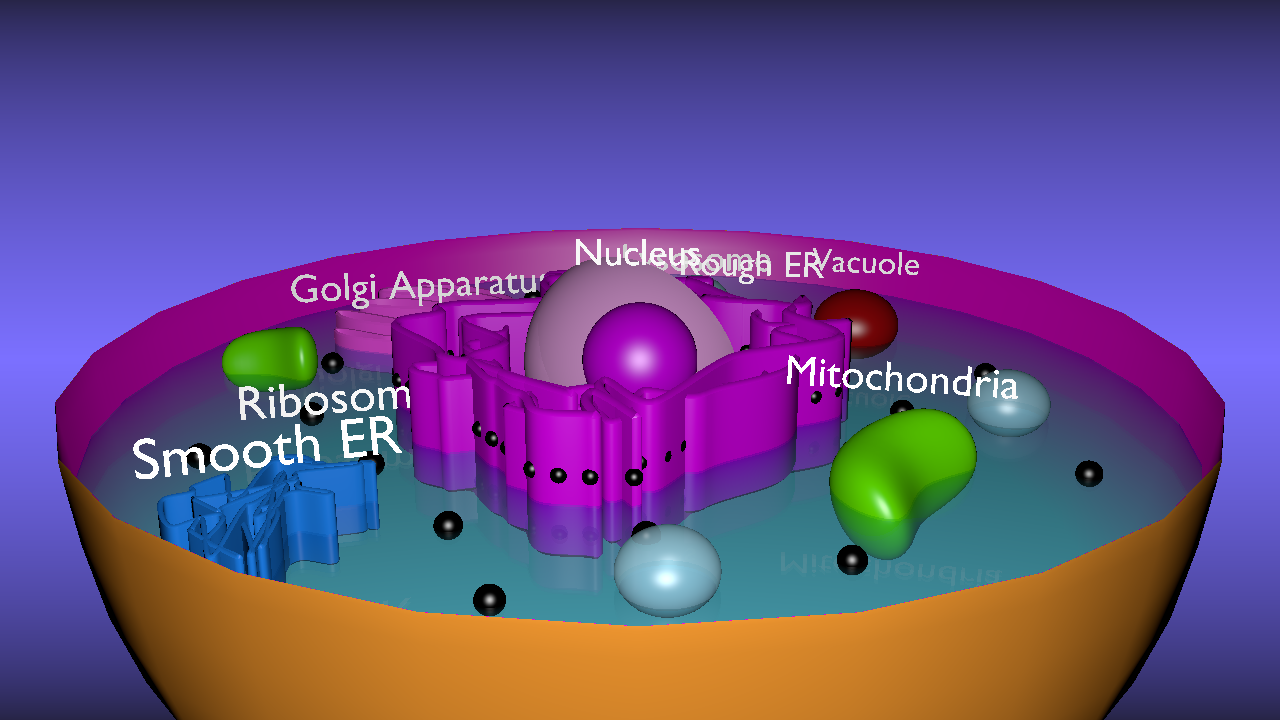 Nucleus
Rough ER
Vacuole
Golgi Apparatus
Mitochondria
Ribosom
Smooth ER